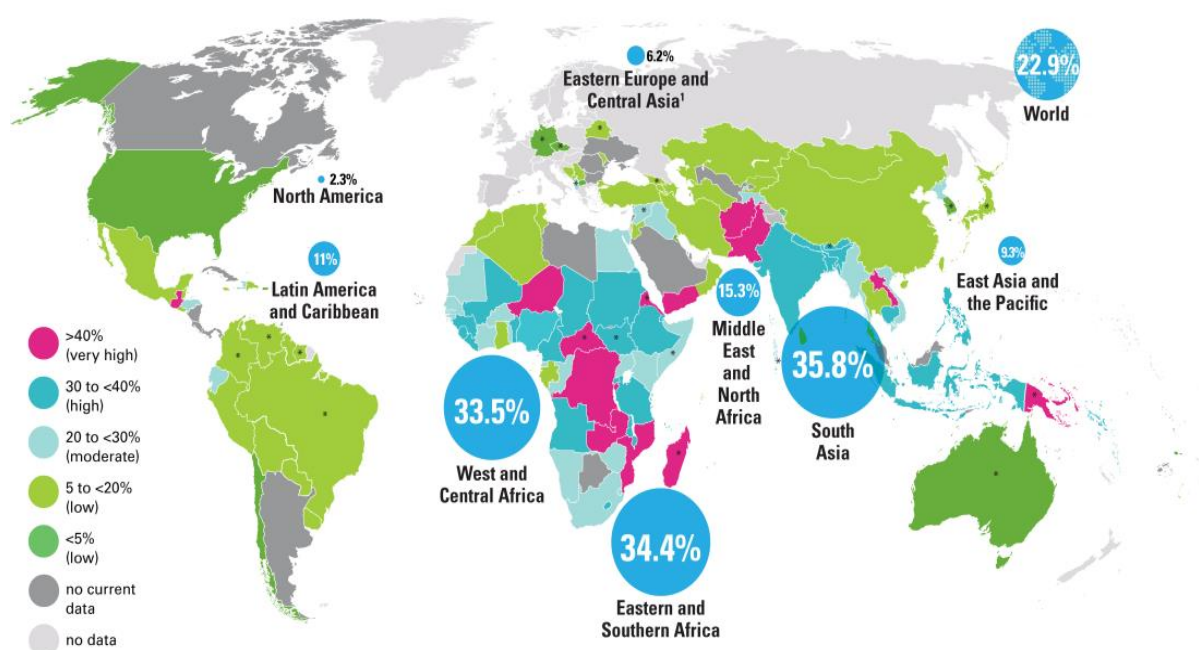 6.2%
Eastern Europe and
Central Asia¹
22.9%
World
2.3%
North America
11%
Latin America
and Caribbean
9.3%
East Asia and
the Pacific
15.3%
Middle
East
and
North
Africa
35.8%
South
Asia
33.5%
West and
Central Africa
34.4%
Eastern and
Southern Africa
>40%
(very high)
30 to <40%
(high)
20 to <30%
(moderate)
5 to <20%
(low)
<5%
(low)
no current
data
no data